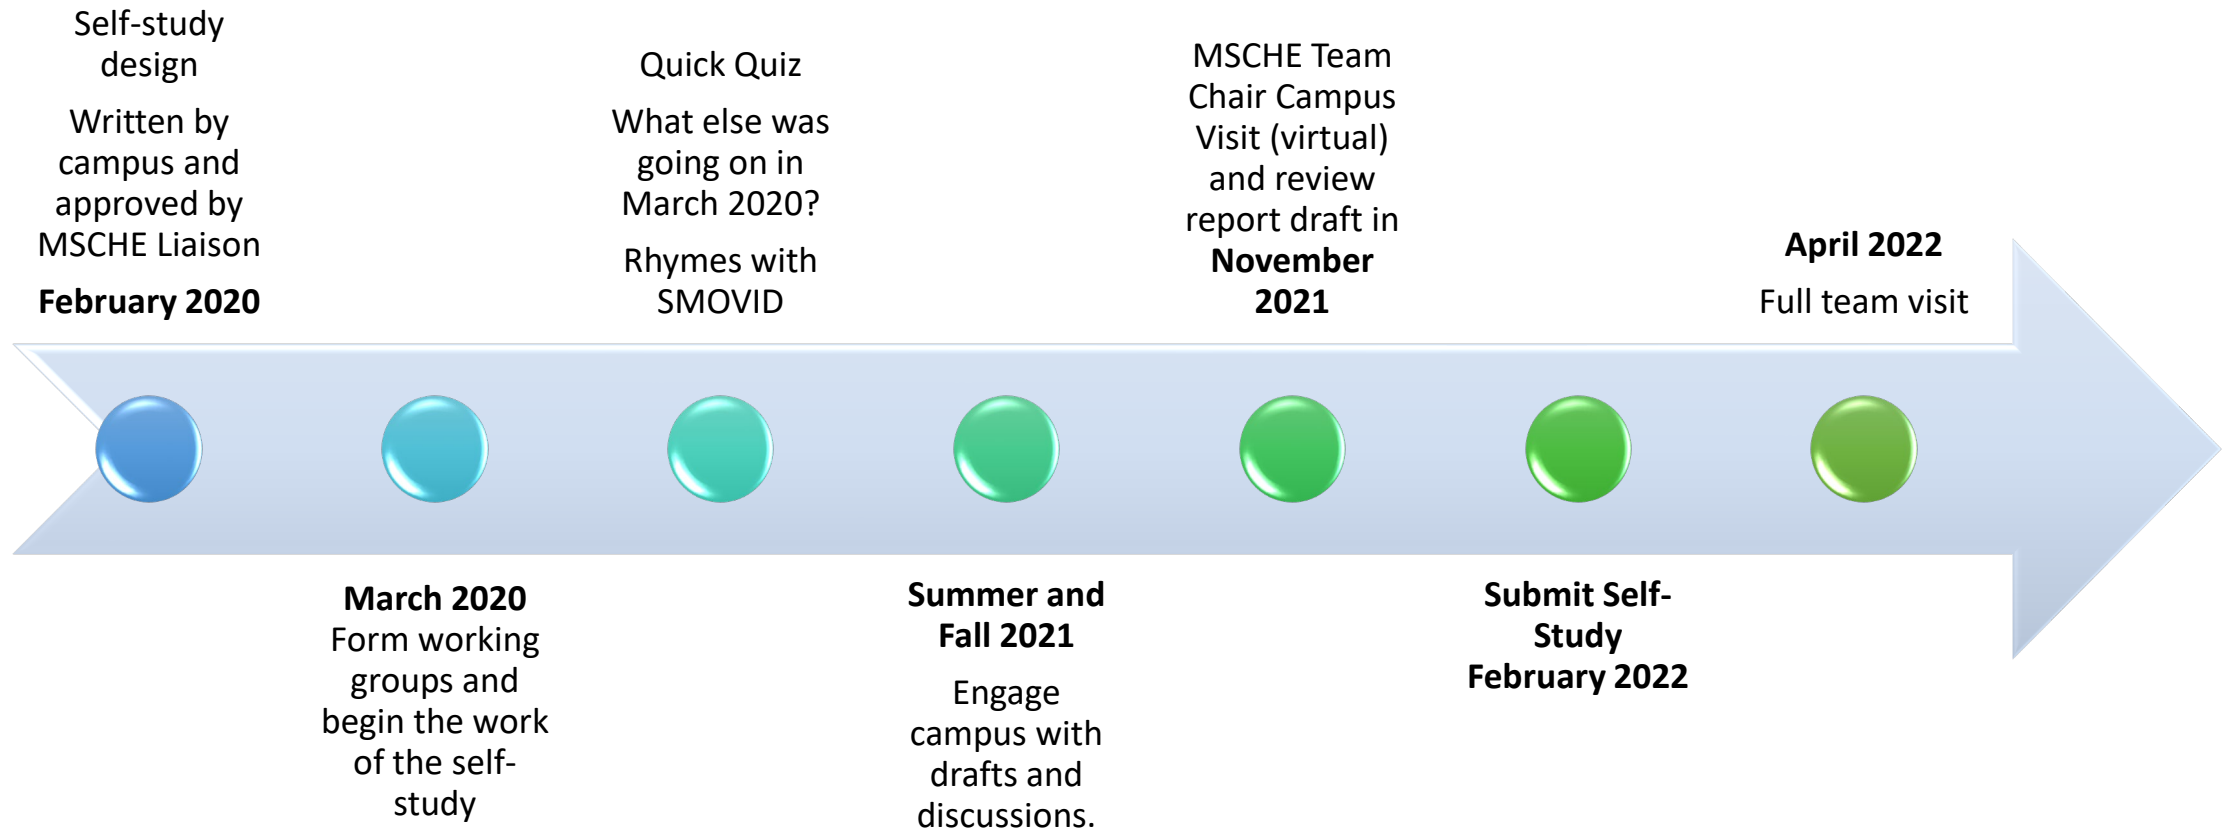 Self-study
design
Written by
campus and
approved by
MSCHE Liaison
February 2020
March 2020
Form working
groups and
begin the work
of the self-
study
Quick Quiz
What else was
going on in
March 2020?
Rhymes with
SMOVID
Summer and
Fall 2021
Engage
campus with
drafts and
discussions.
MSCHE Team
Chair Campus
Visit (virtual)
and review
report draft in
November
2021
Submit Self-
Study
February 2022
April 2022
Full team visit